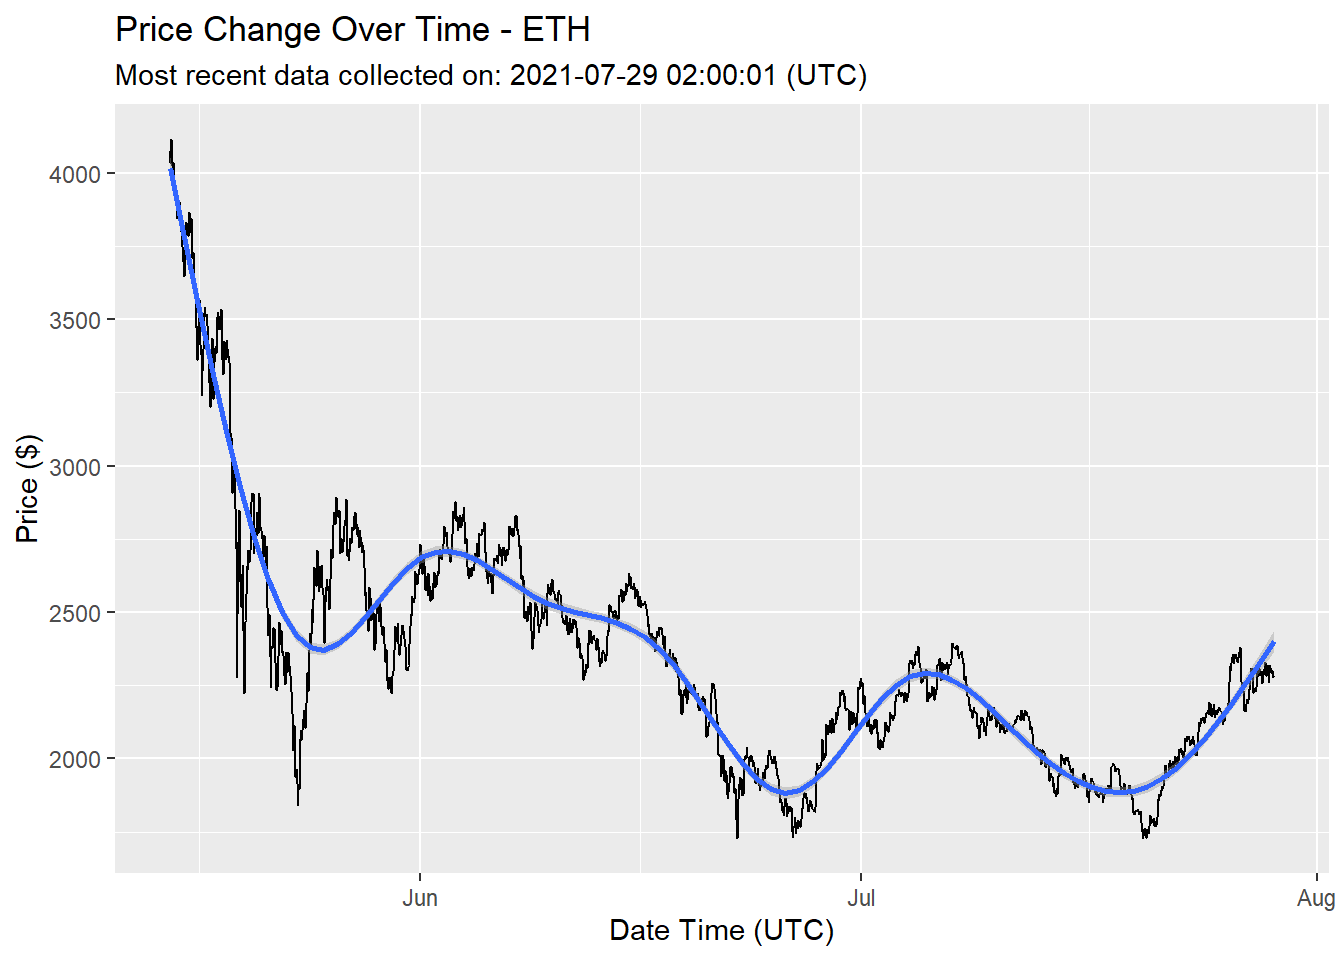 Price Change Over Time - ETH
Most recent data collected on: 2021-07-29 02:00:01 (UTC)
4000
3500
3000
2500
2000
Price ($)
Jun
Jul
Aug
Date Time (UTC)